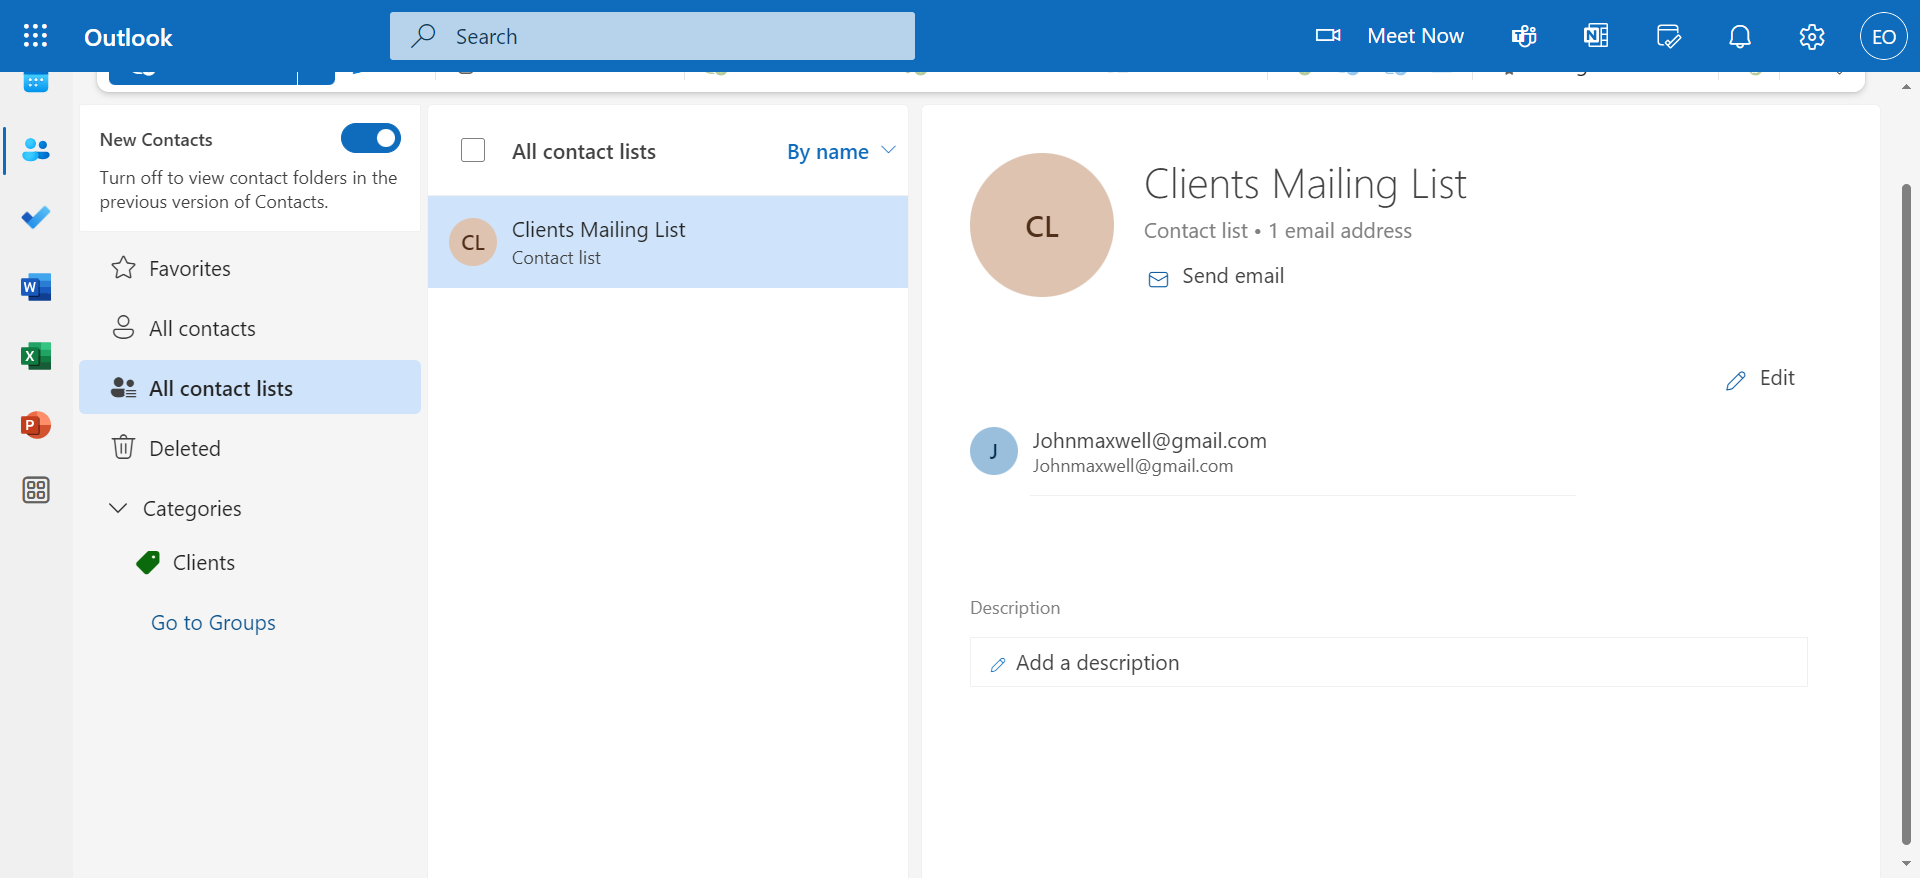 Outlook
Search
Meet Now
EO
New Contacts
Turn off to view contact folders in the
previous version of Contacts.
Favorites
All contacts
All contact lists
Deleted
Categories
Clients
Go to Groups
All contact lists
By name
CL
Clients Mailing List
Contact list
CL
Clients Mailing List
Contact list • 1 email address
Send email
Edit
J
Johnmaxwell@gmail.com
Johnmaxwell@gmail.com
Description
Add a description
W
X
P
N
T